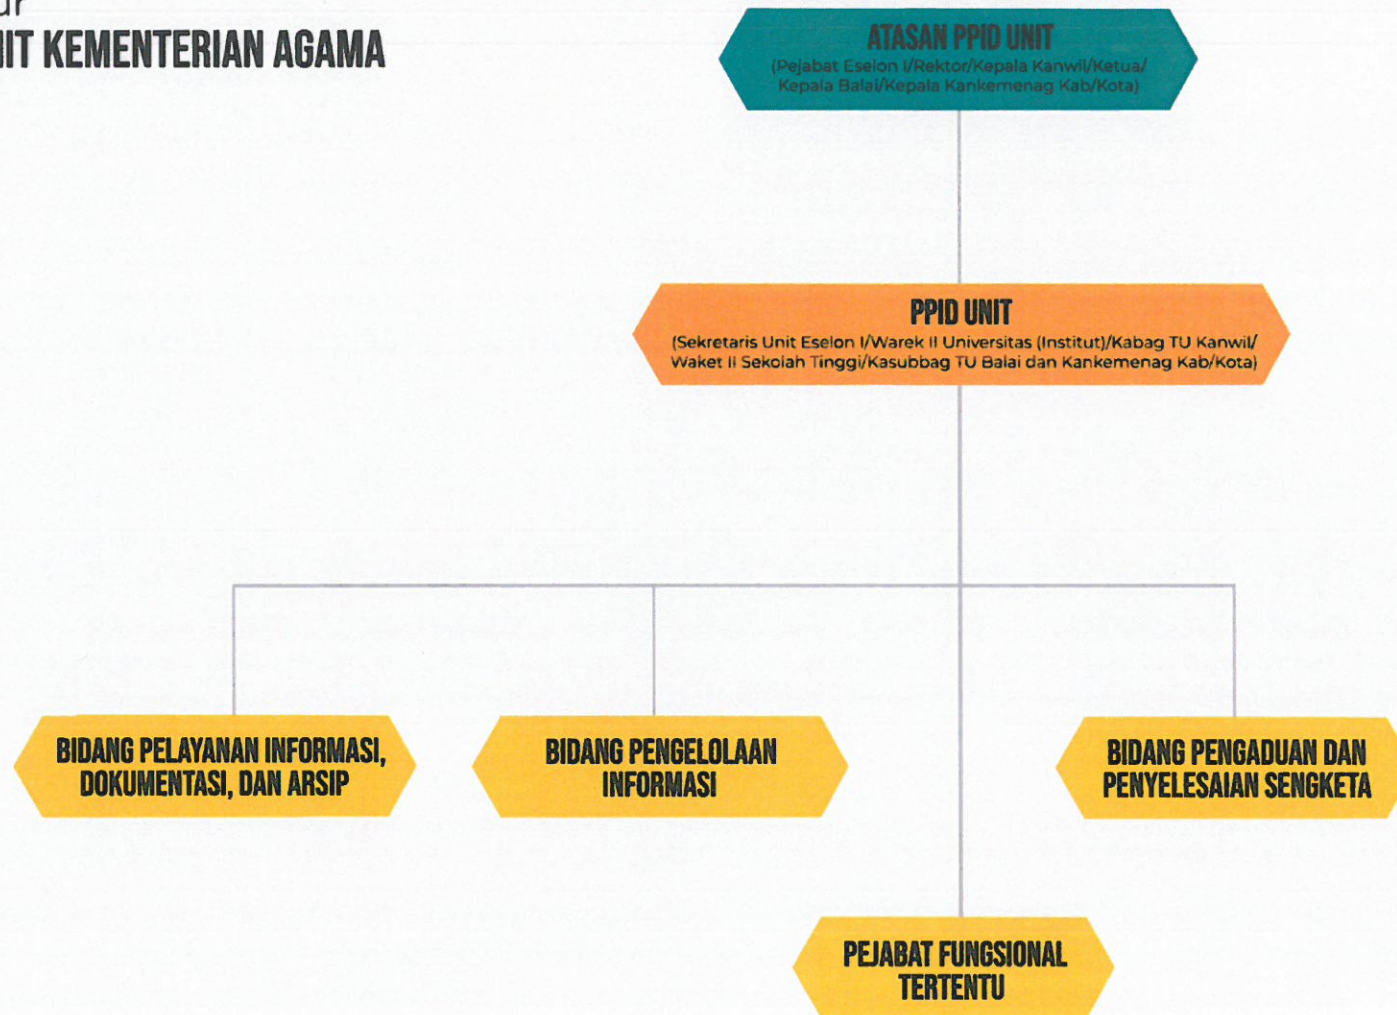 KEMENTERIAN AGAMA
ATASAN PPID UNIT
(Pejabat Eselon I/Rektor/Kepala Kanwil/Ketua/
Kepala Balai/Kepala Kankemenag Kab/Kota)
PPID UNIT
(Sekretaris Unit Eselon I/Warek II Universitas (Institut)/Kabag TU Kanwil/
Waket II Sekolah Tinggi/Kasubbag TU Balai dan Kankemenag Kab/Kota)
BIDANG PELAYANAN INFORMASI,
DOKUMENTASI, DAN ARSIP
BIDANG PENGELOLAAN
INFORMASI
BIDANG PENGADUAN DAN
PENYELESAIAN SENGKETA
PEJABAT FUNGSIONAL
TERTENTU